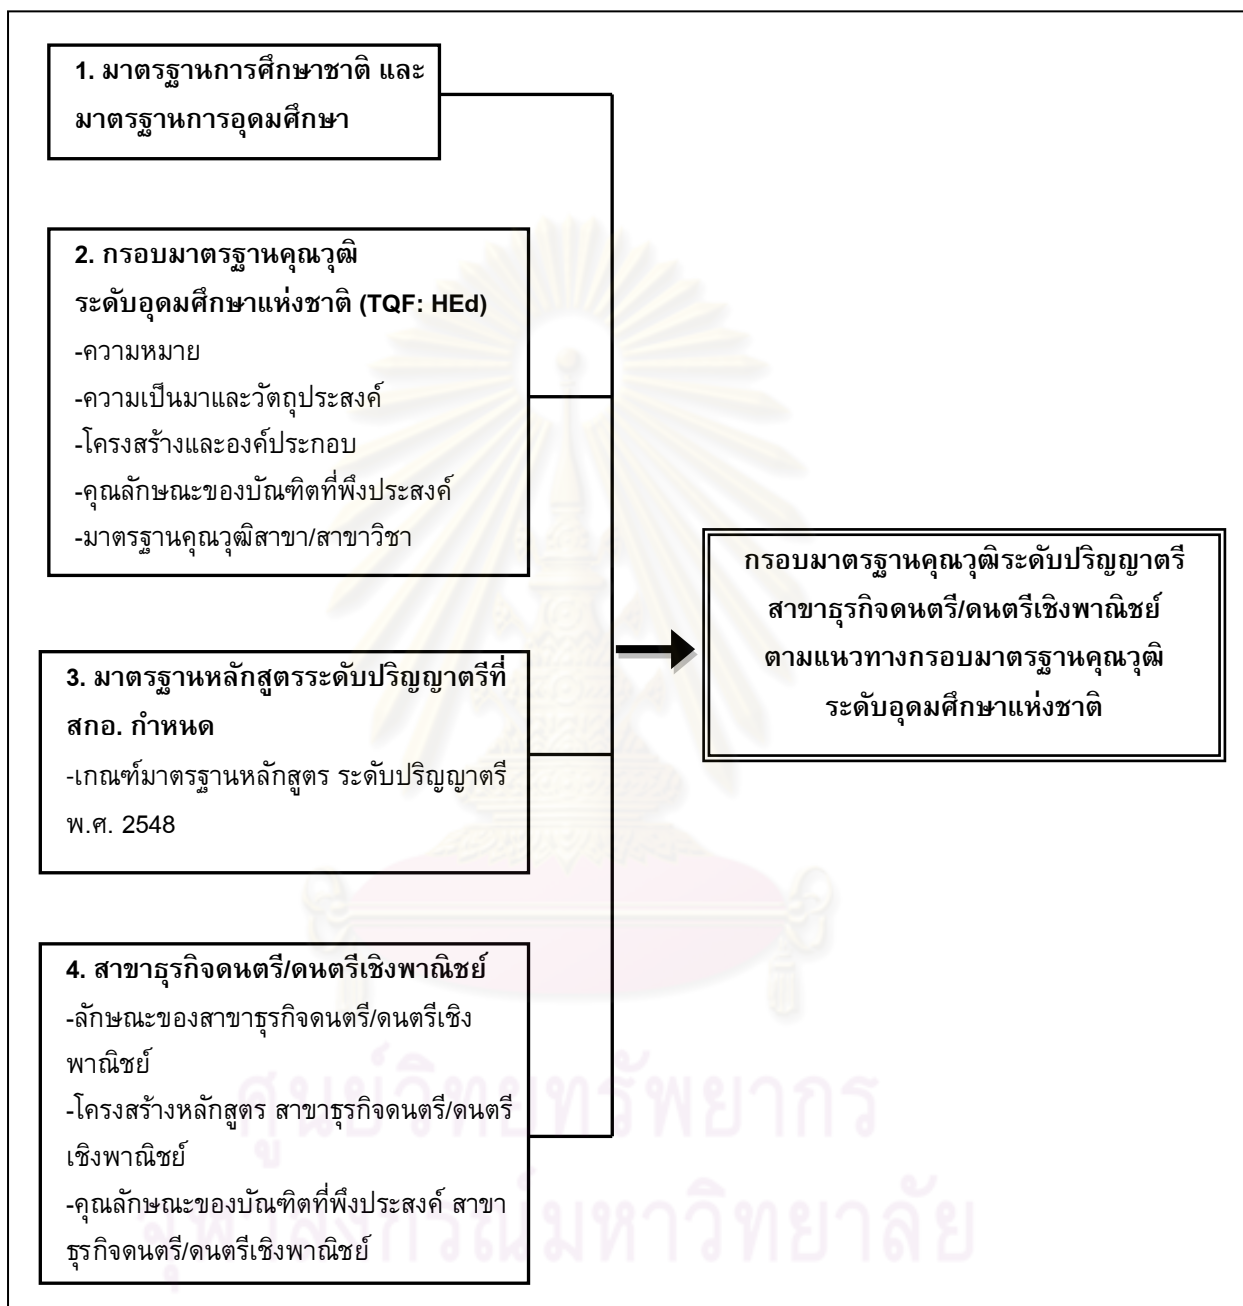 1. มาตรฐานการศึกษาชาติ และ
มาตรฐานการอุดมศึกษา
2. กรอบมาตรฐานคุณวุฒิ
ระดับอุดมศึกษาแห่งชาติ (TQF: HEd)
-ความหมาย
-ความเป็นมาและวัตถุประสงค์
-โครงสร้างและองค์ประกอบ
-คุณลักษณะของบัณฑิตที่พึงประสงค์
-มาตรฐานคุณวุฒิสาขา/สาขาวิชา
3. มาตรฐานหลักสูตรระดับปริญญาตรีที่
สกอ. กำหนด
-เกณฑ์มาตรฐานหลักสูตร ระดับปริญญาตรี
พ.ศ. 2548
4. สาขาธุรกิจดนตรี/ดนตรีเชิงพาณิชย์
-ลักษณะของสาขาธุรกิจดนตรี/ดนตรีเชิง
พาณิชย์
-โครงสร้างหลักสูตร สาขาธุรกิจดนตรี/ดนตรี
เชิงพาณิชย์
-คุณลักษณะของบัณฑิตที่พึงประสงค์ สาขา
ธุรกิจดนตรี/ดนตรีเชิงพาณิชย์
กรอบมาตรฐานคุณวุฒิระดับปริญญาตรี
สาขาธุรกิจดนตรี/ดนตรีเชิงพาณิชย์
ตามแนวทางกรอบมาตรฐานคุณวุฒิ
ระดับอุดมศึกษาแห่งชาติ
ศูนย์วิทยทรัพยากร
จุฬาลงกรณ์มหาวิทยาลัย